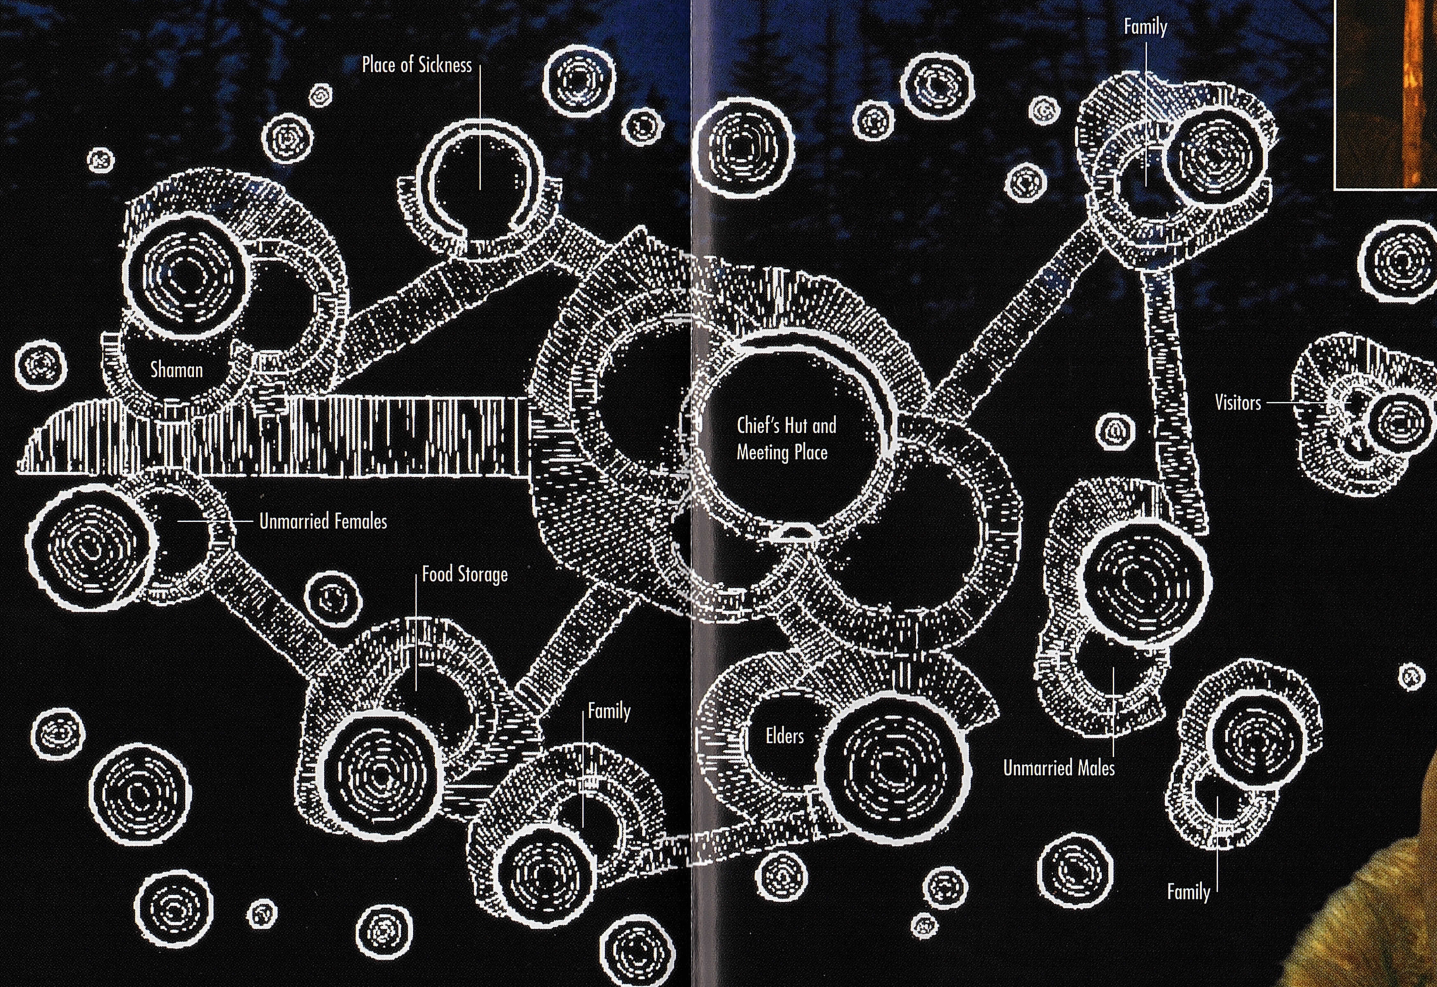 Family
Place of Sickness
Shaman
Visitors
Chief's Hut and
Meeting Place
Unmarried Females
Food Storage
Family
Elders
Unmarried Males
Family